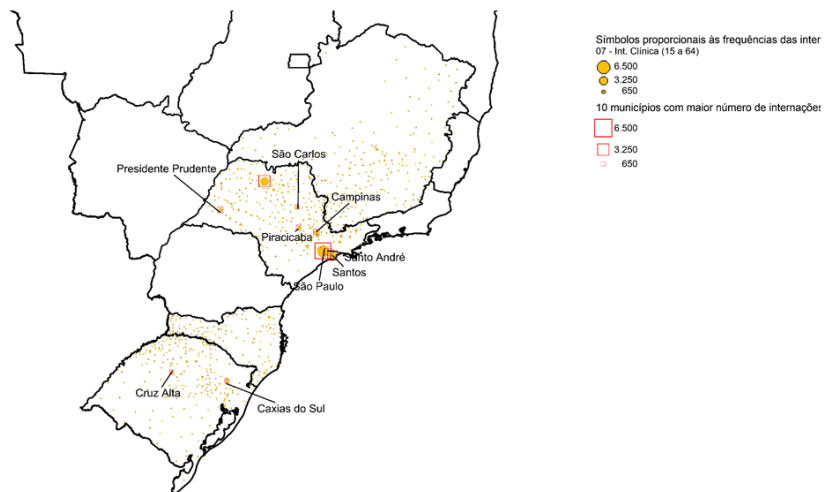 Símbolos proporcionais às frequências das inter
07 - Int. Clínica (15 a 64)
6.500
3.250
650
10 municípios com maior número de internações
6.500
3.250
650
São Carlos
Presidente Prudente
Campinas
Piracicaba
Santo André
Santos
São Paulo
Cruz Alta
Caxias do Sul